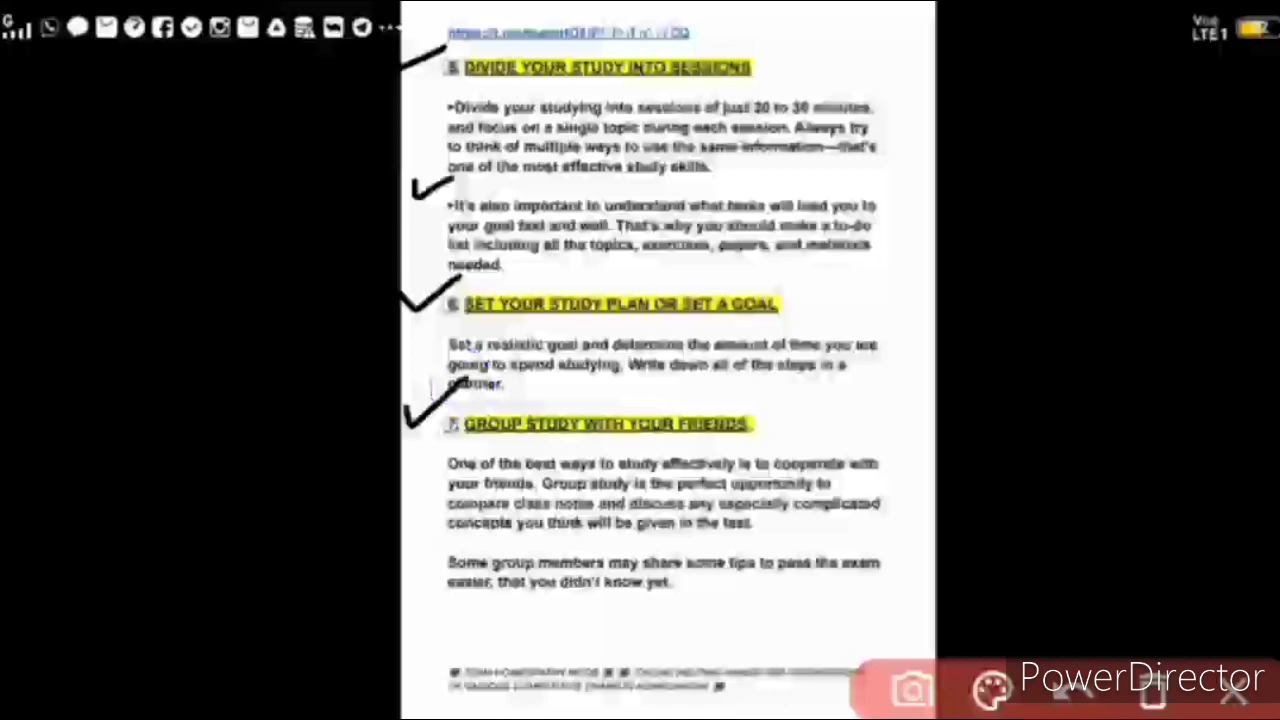 G
Vol)
LTE1
5. DIVIDE YOUR STUDY INTO SESSIONS
•Divide your studying into sessions of just 20 to 30 minutes,
and focus on a single topic during each session. Always try
to think of multiple ways to use the same information—that's
one of the most effective study skills.
•It's also important to understand what tasks will lead you to
your goal fast and well. That's why you should make a to-do
list including all the topics, exercises, papers, and materials
needed.
6. SET YOUR STUDY PLAN OR SET A GOAL
Set a realistic goal and determine the amount of time you are
going to spend studying. Write down all of the steps in a
planner.
7. GROUP STUDY WITH YOUR FRIENDS
One of the best ways to study effectively is to cooperate with
your friends. Group study is the perfect opportunity to
compare class notes and discuss any especially complicated
concepts you think will be given in the test.
Some group members may share some tips to pass the exam
easier, that you didn't know yet.
PowerDirector